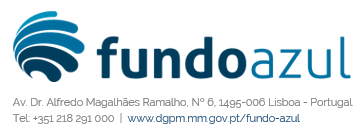 fundoazul
Av. Dr. Alfredo Magalhães Ramalho, Nº 6, 1495-006 Lisboa - Portugal
Tel: +351 218 291 000 | www.dgpm.mm.gov.pt/fundo-azul